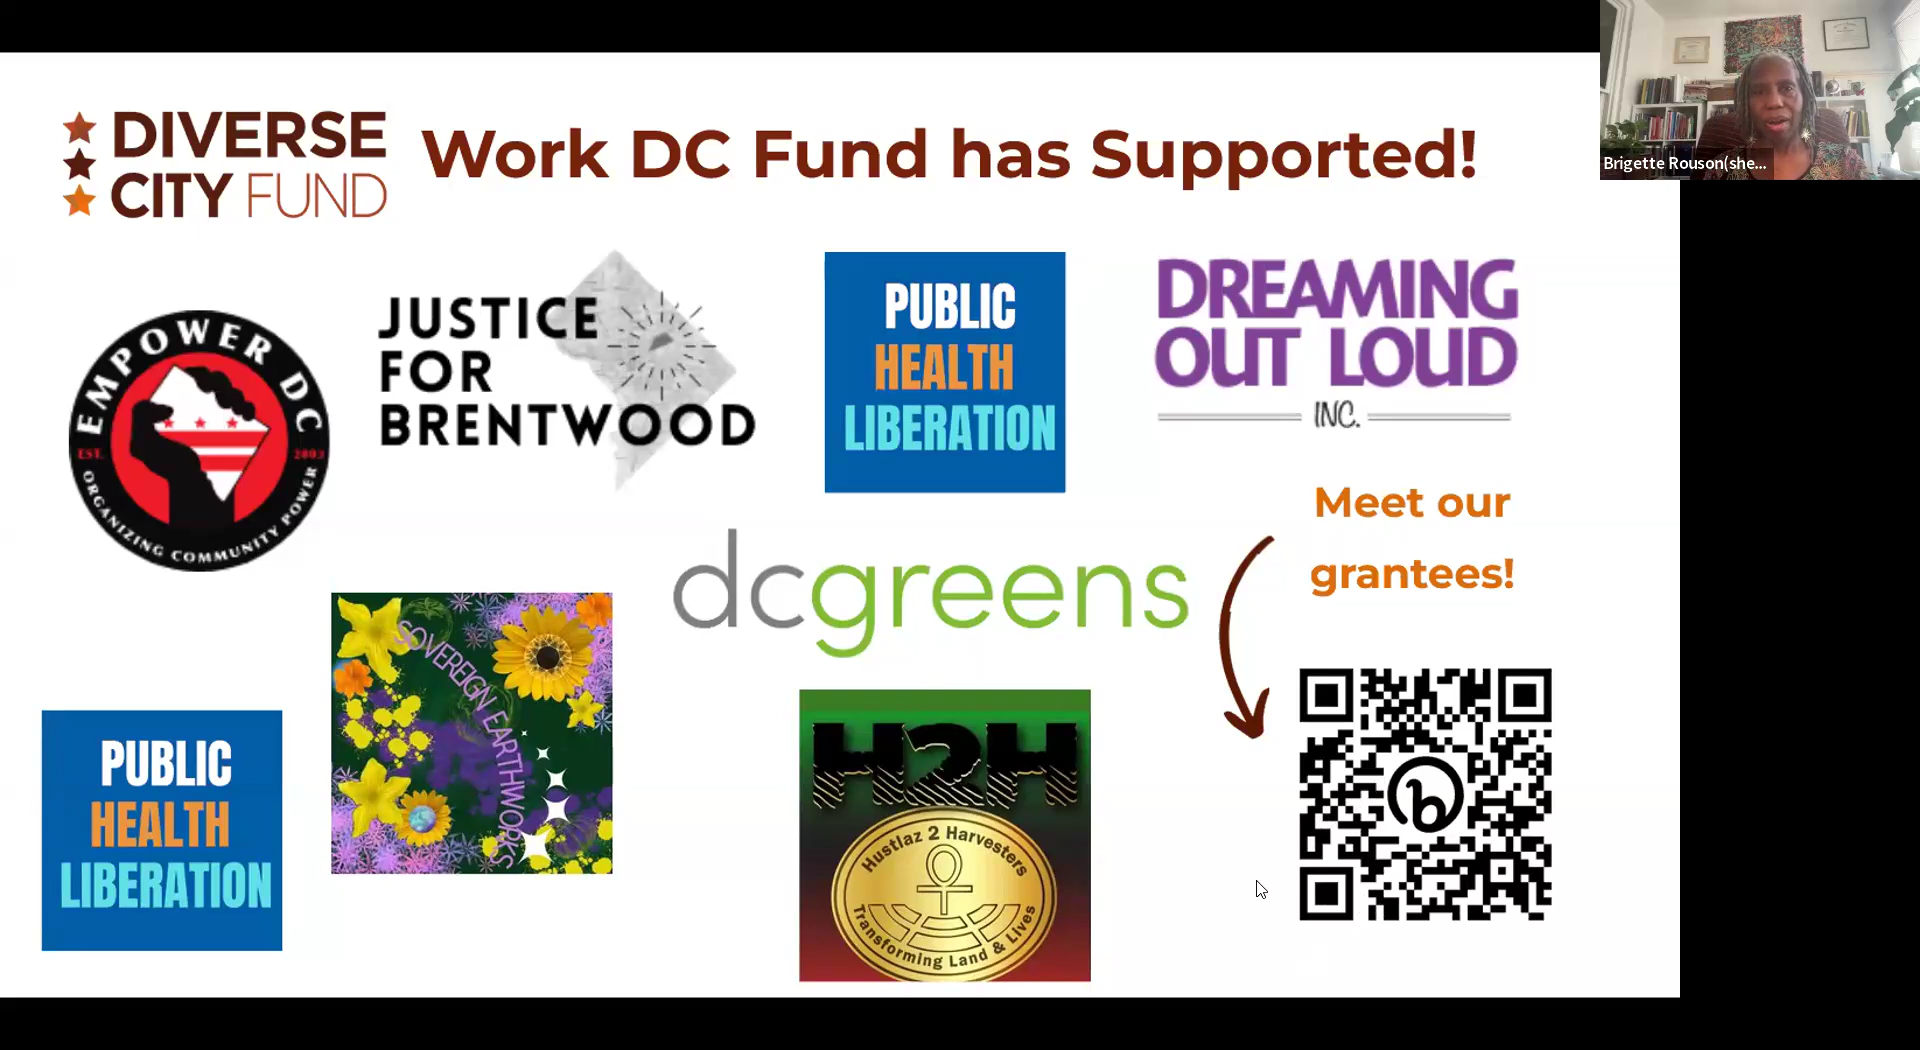 DIVERSE
CITY FUND
Work DC Fund has Supported!
Brigette Rouson(she...
EMPOWER DC
EST. 2003
ORGANIZING COMMUNITY POWER
JUSTICE
FOR
BRENTWOOD
PUBLIC
HEALTH
LIBERATION
DREAMING
OUT LOUD
INC.
Meet our
grantees!
dcgreens
SOVEREIGN EARTHWORKS
PUBLIC
HEALTH
LIBERATION
H2H
Hustlaz 2 Harvesters
Transforming Land & Lives
b